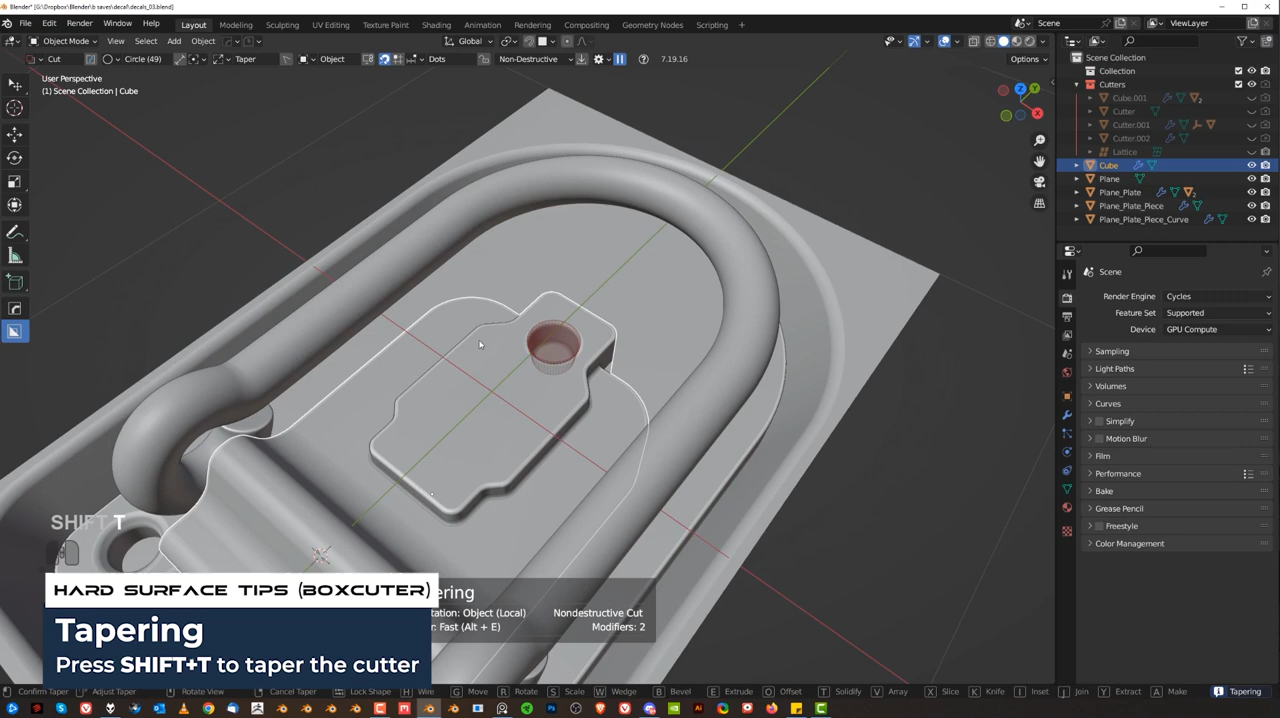 Blender* [G:\Dropbox\Blender\b saves\decal\decals_03.blend]
File Edit Render Window Help Layout Modeling Sculpting UV Editing Texture Paint Shading Animation Rendering Compositing Geometry Nodes Scripting + Scene ViewLayer
Object Mode View Select Add Object Global
Cut Circle (49) Taper Object Dots Non-Destructive 7.19.16 Options
User Perspective
(1) Scene Collection | Cube
Scene Collection
Collection
Cutters
Cube.001
Cutter
Cutter.001
Cutter.002
Lattice
Cube
Plane
Plane_Plate
Plane_Plate_Piece
Plane_Plate_Piece_Curve
Scene
Render Engine Cycles
Feature Set Supported
Device GPU Compute
Sampling
Light Paths
Volumes
Curves
Simplify
Motion Blur
Film
Performance
Bake
Grease Pencil
Freestyle
Color Management
SHIFT T
HARD SURFACE TIPS (BOXCUTER)
Tapering
Press SHIFT+T to taper the cutter
ering
tation: Object (Local) Nondestructive Cut
r: Fast (Alt + E) Modifiers: 2
Confirm Taper Adjust Taper Rotate View Cancel Taper Lock Shape H Wire G Move R Rotate S Scale W Wedge B Bevel E Extrude O Offset T Solidify V Array X Slice K Knife I Inset J Join Y Extract A Make Tapering